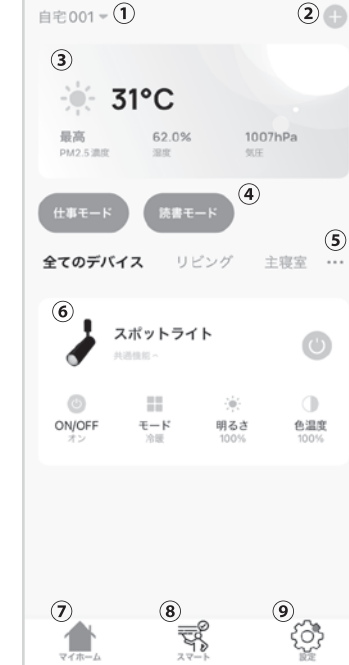 自宅001 ①
②
③
31°C
最高 62.0% 1007hPa
PM2.5 濃度 湿度 気圧
④
仕事モード 読書モード
⑤
全てのデバイス リビング 主寝室 ...
⑥
スポットライト
共通機能
ON/OFF モード 明るさ 色温度
オン 冷暖 100% 100%
⑦ ⑧ ⑨
マイホーム スマート 設定